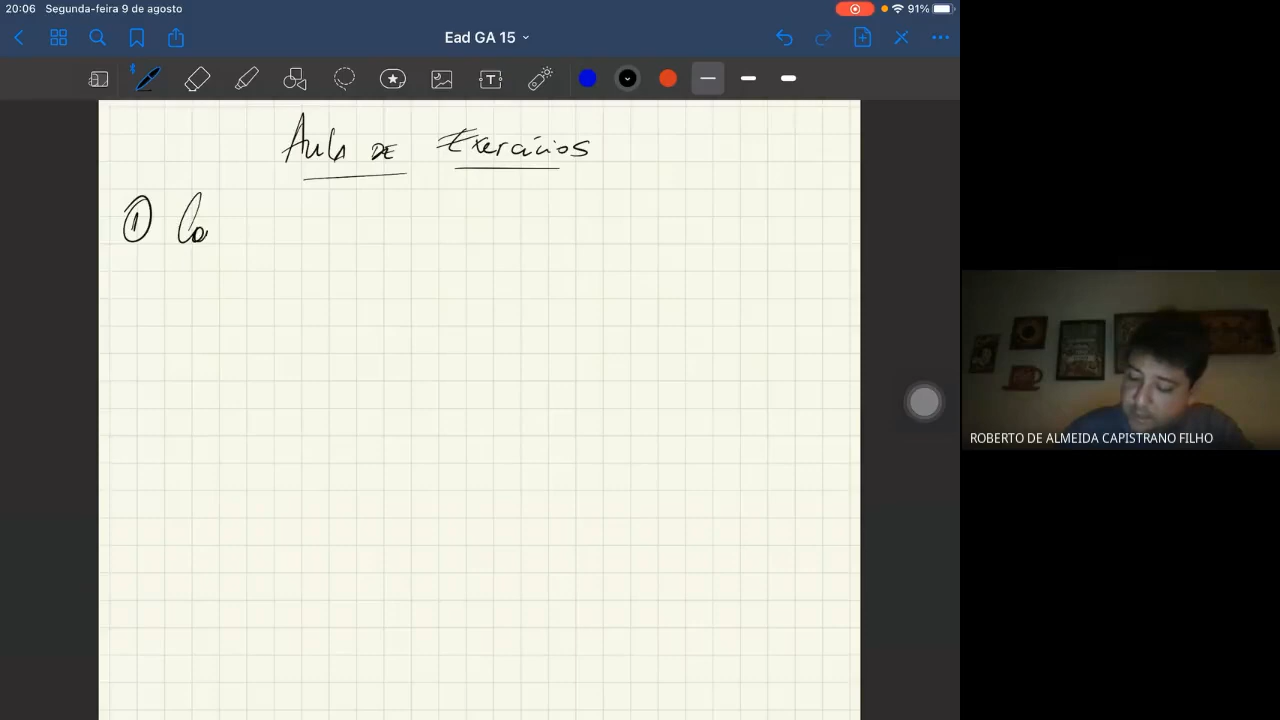 20:06 Segunda-feira 9 de agosto 91%
Ead GA 15
T
Aula DE Exercícios
① Co
ROBERTO DE ALMEIDA CAPISTRANO FILHO